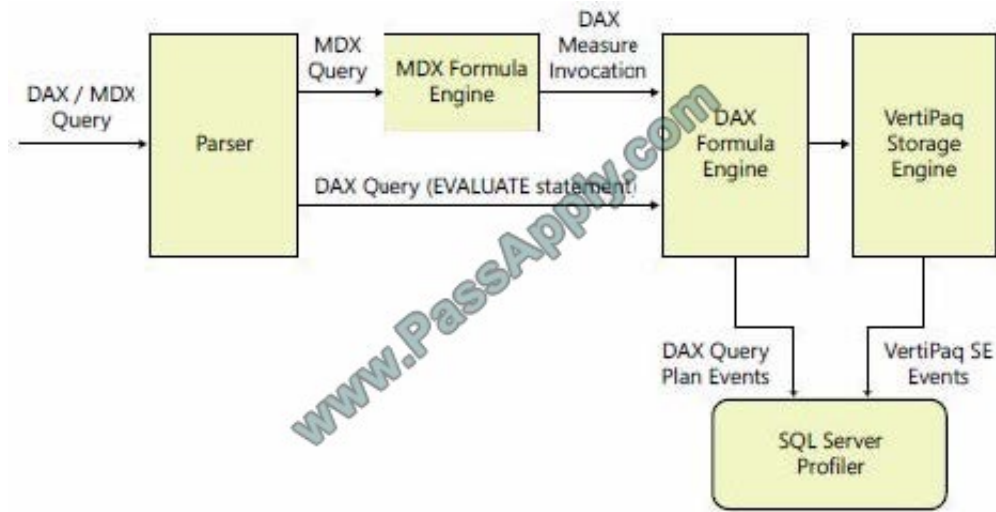 DAX / MDX
Query
Parser
MDX
Query
MDX Formula
Engine
DAX
Measure
Invocation
DAX Query (EVALUATE statement)
DAX
Formula
Engine
VertiPaq
Storage
Engine
DAX Query
Plan Events
VertiPaq SE
Events
SQL Server
Profiler
www.PassApply.com